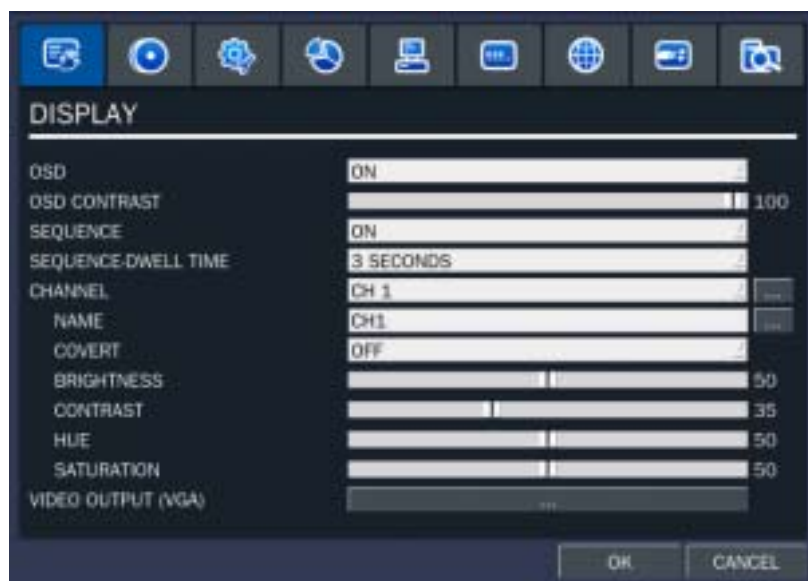 DISPLAY
OSD ON
OSD CONTRAST 100
SEQUENCE ON
SEQUENCE-DWELL TIME 3 SECONDS
CHANNEL CH 1 ...
NAME CH1 ...
COVERT OFF
BRIGHTNESS 50
CONTRAST 35
HUE 50
SATURATION 50
VIDEO OUTPUT (VGA) ...
OK CANCEL